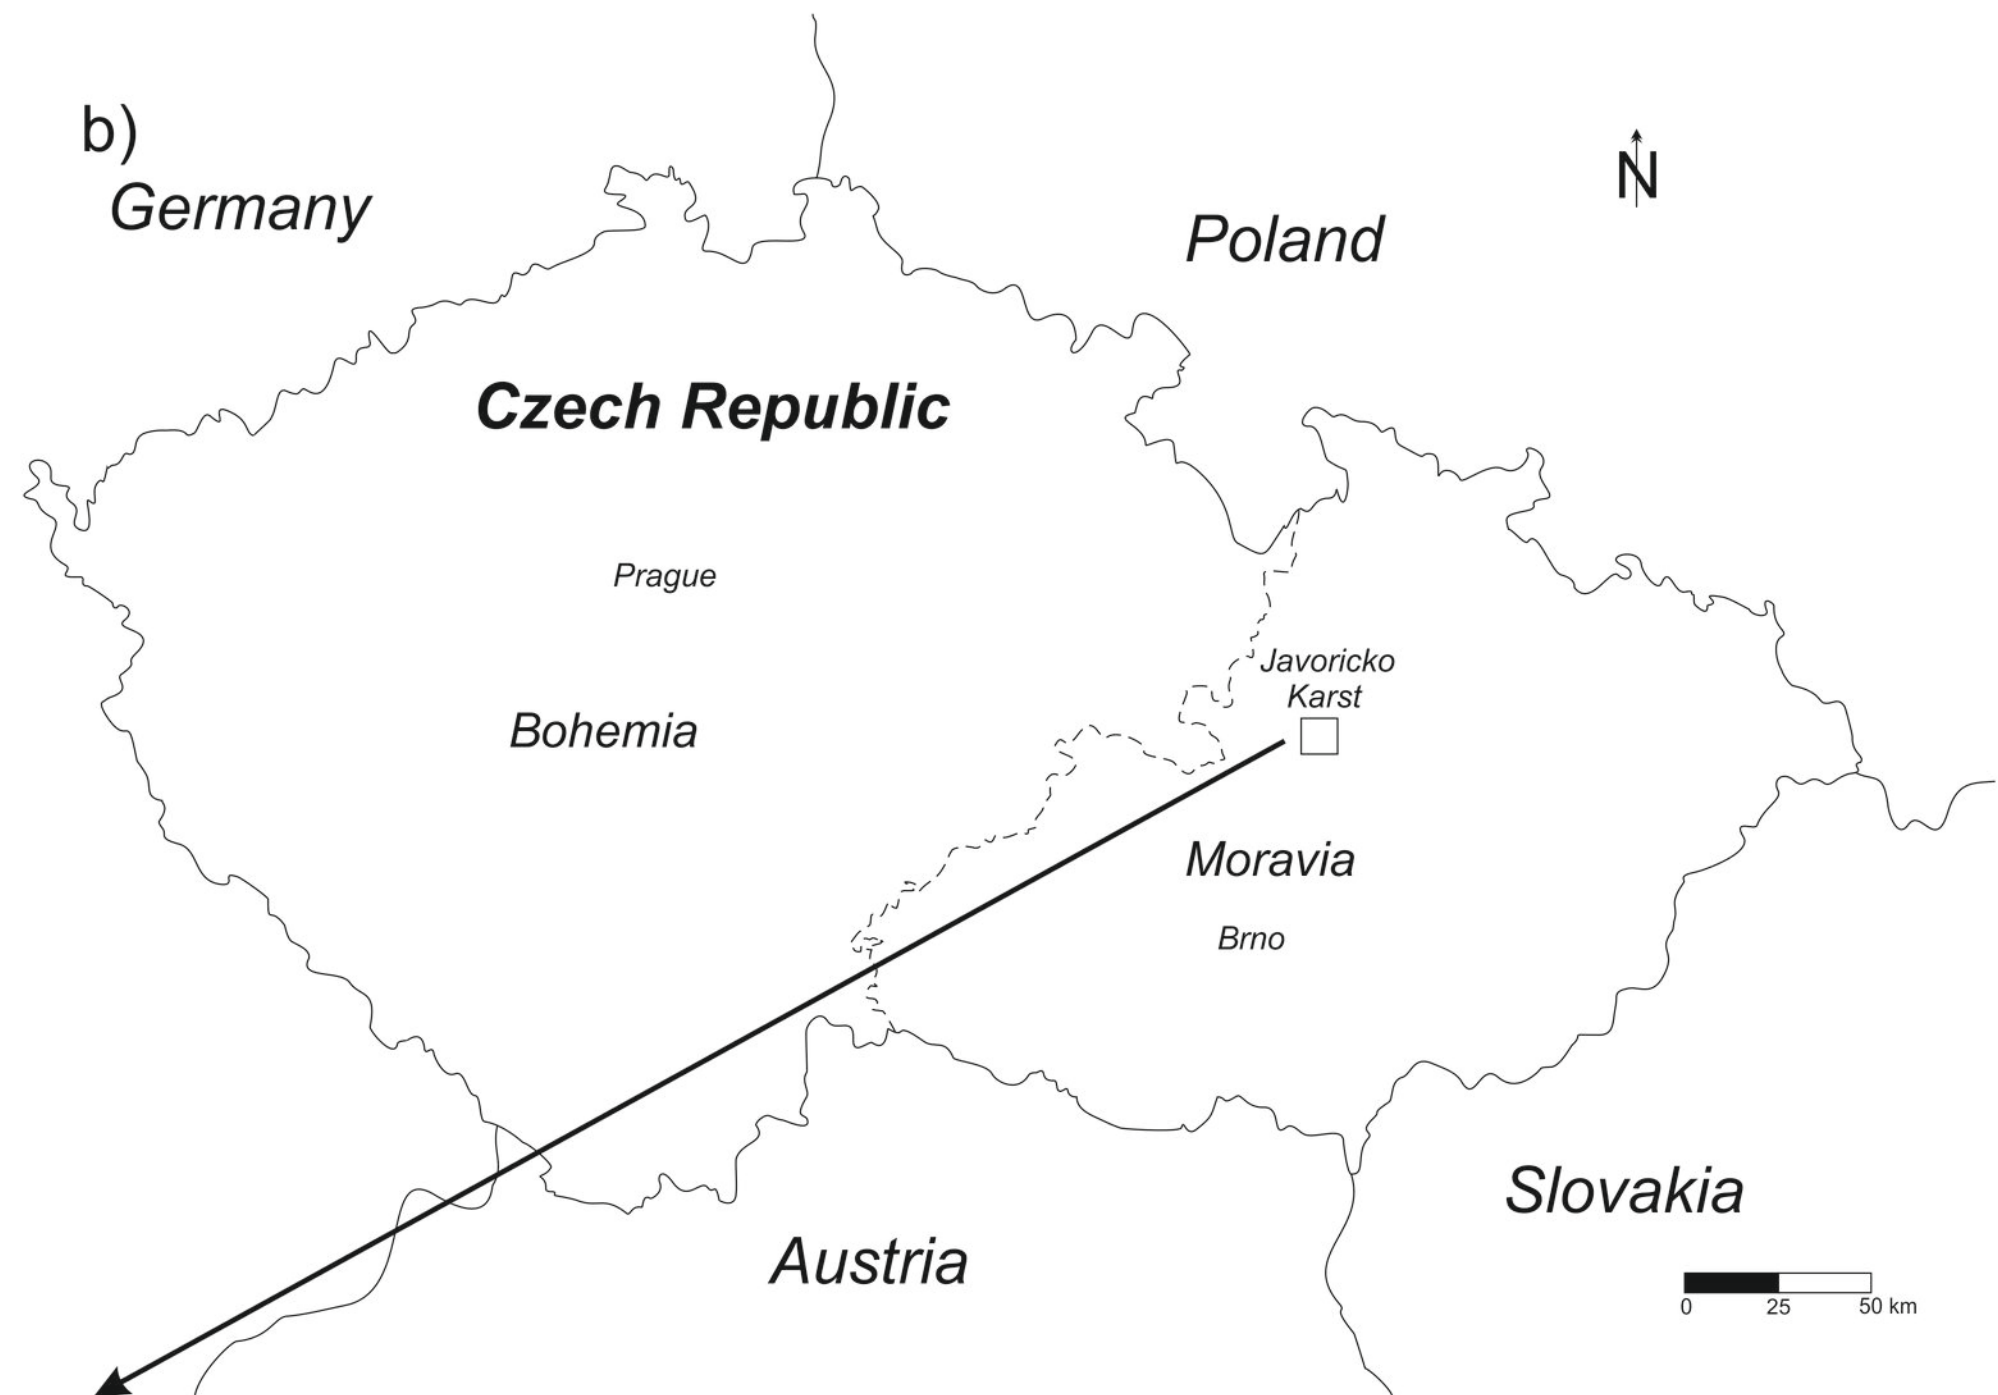 b)
Germany
N
Poland
Czech Republic
Prague
Javoricko
Karst
Bohemia
Moravia
Brno
Slovakia
Austria
0 25 50 km